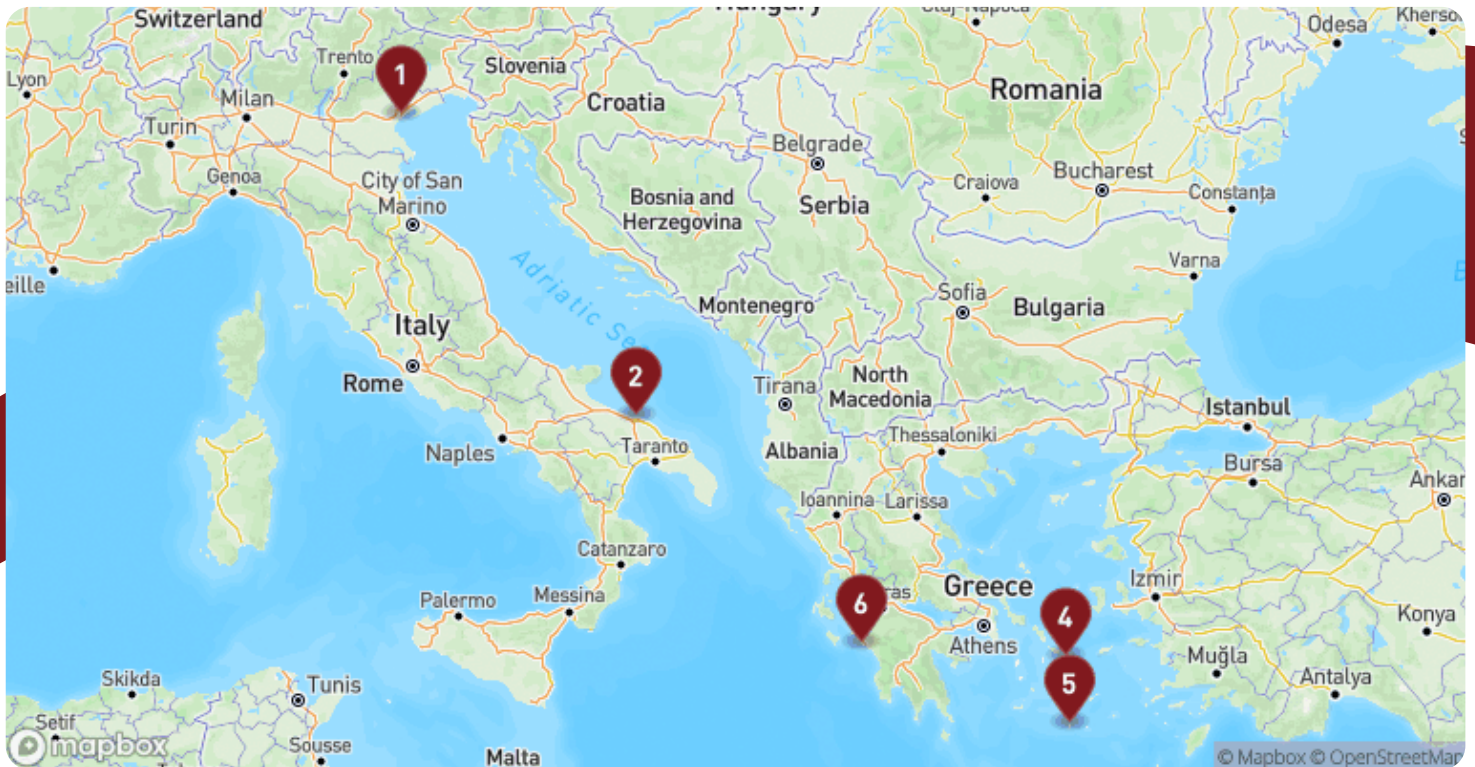 Hungary
Cluj-Napoca
Odesa
Kherso
Switzerland
Trento
1
Slovenia
Lyon
Milan
Croatia
Romania
Turin
Belgrade
Genoa
City of San
Marino
Bosnia and
Herzegovina
Serbia
Craiova
Bucharest
Constanța
eille
Adriatic Se
Montenegro
Sofia
Bulgaria
Varna
Italy
Rome
2
Tirana
North
Macedonia
Istanbul
Naples
Taranto
Albania
Thessaloniki
Bursa
Ioannina
Larissa
Ankar
Catanzaro
Izmir
Palermo
Messina
6
ras
Greece
4
Athens
Konya
Muğla
5
Antalya
Skikda
Tunis
Setif
mapbox
Sousse
Malta
© Mapbox © OpenStreetMap